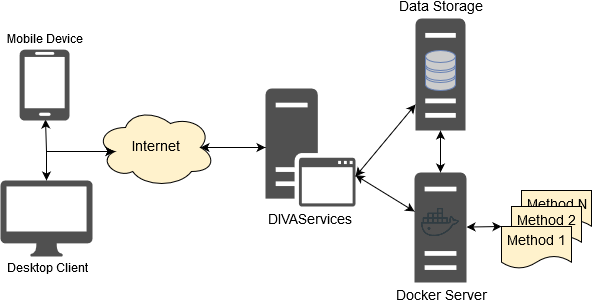 Data Storage
Mobile Device
Internet
DIVAServices
Desktop Client
Method N
Method 2
Method 1
Docker Server